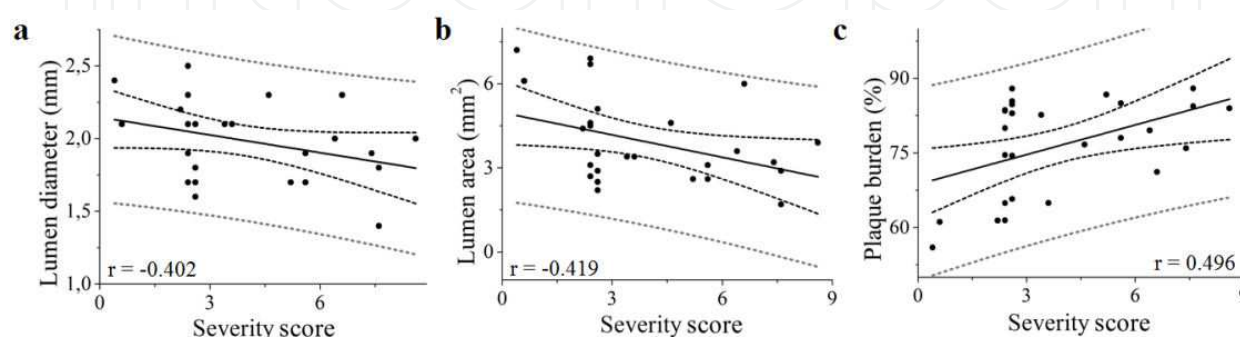 a
Lumen diameter (mm)
2,5
2,0
1,5
1,0
r = -0.402
0
3
6
Severity score
b
Lumen area (mm²)
6
3
0
r = -0.419
0
3
6
9
Severity score
c
Plaque burden (%)
90
75
60
r = 0.496
0
3
6
9
Severity score